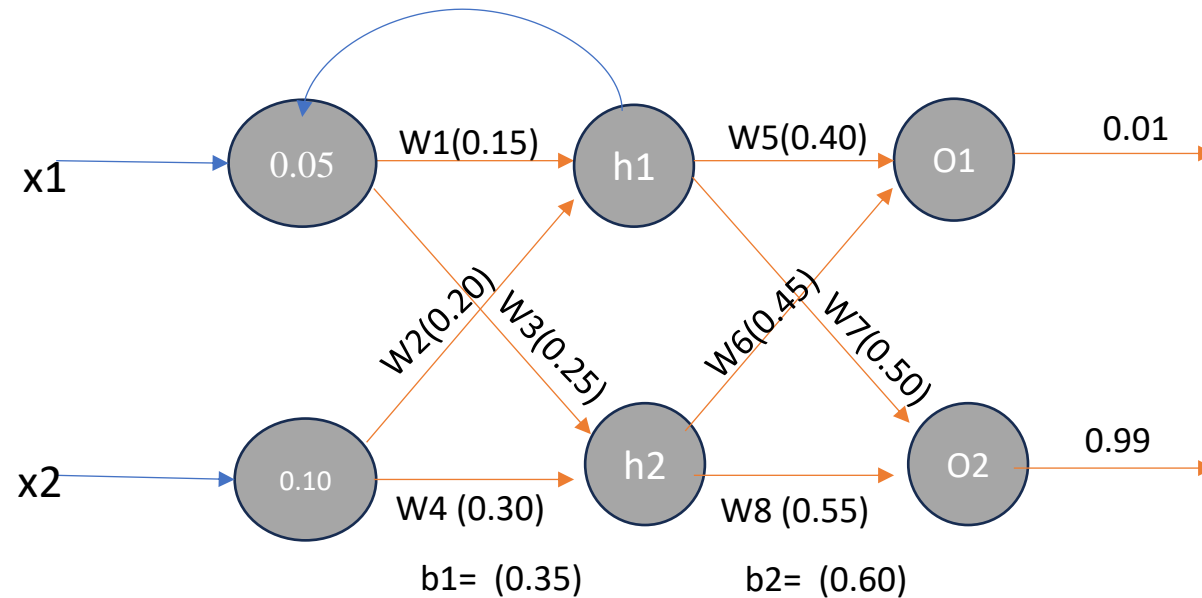 x1
0.05
W1(0.15)
h1
W5(0.40)
O1
0.01
W2(0.20)
W3(0.25)
W6(0.45)
W7(0.50)
x2
0.10
W4 (0.30)
h2
W8 (0.55)
O2
0.99
b1= (0.35)
b2= (0.60)